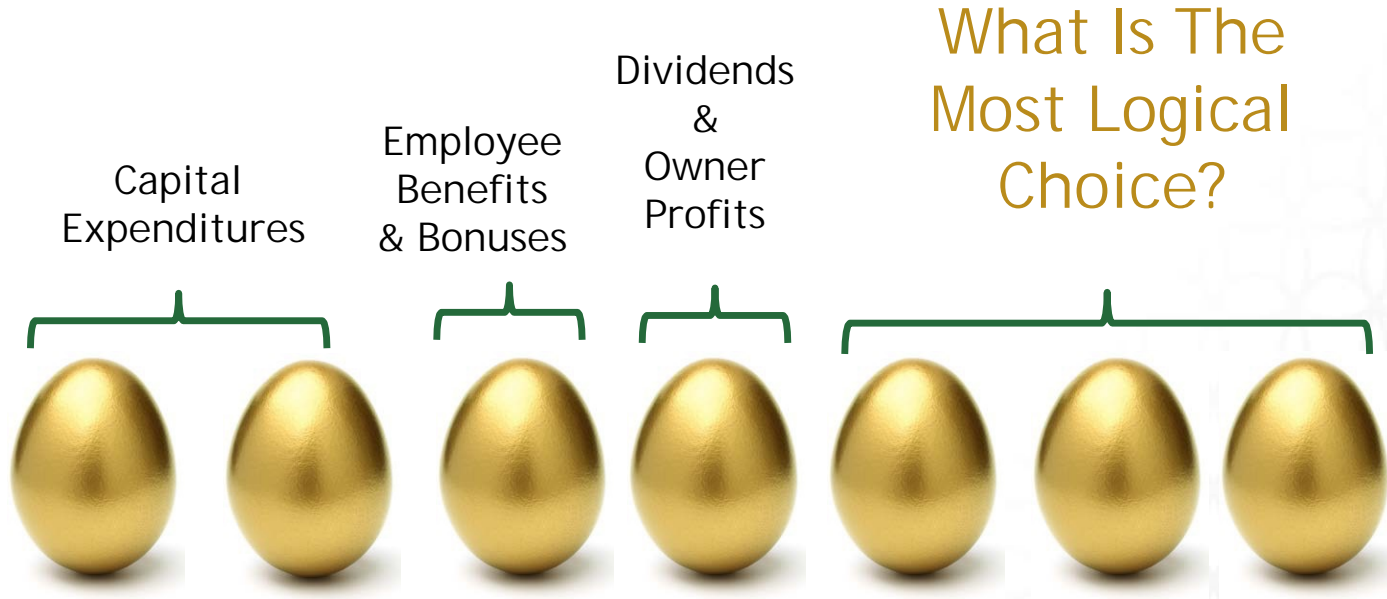 Capital
Expenditures
Employee
Benefits
& Bonuses
Dividends
&
Owner
Profits
What Is The
Most Logical
Choice?